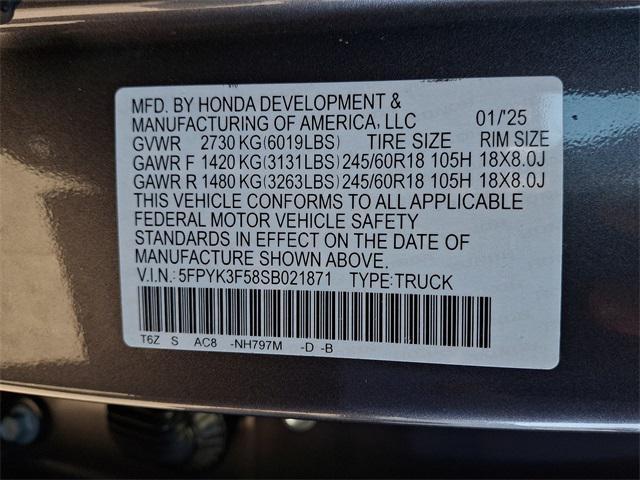 MFD. BY HONDA DEVELOPMENT &
MANUFACTURING OF AMERICA, LLC 01/'25
GVWR 2730 KG(6019LBS) TIRE SIZE RIM SIZE
GAWR F 1420 KG(3131LBS) 245/60R18 105H 18X8.0J
GAWR R 1480 KG(3263LBS) 245/60R18 105H 18X8.0J
THIS VEHICLE CONFORMS TO ALL APPLICABLE
FEDERAL MOTOR VEHICLE SAFETY
STANDARDS IN EFFECT ON THE DATE OF
MANUFACTURE SHOWN ABOVE.
V.I.N.: 5FPYK3F58SB021871 TYPE:TRUCK
T6Z S AC8 -NH797M -D -B